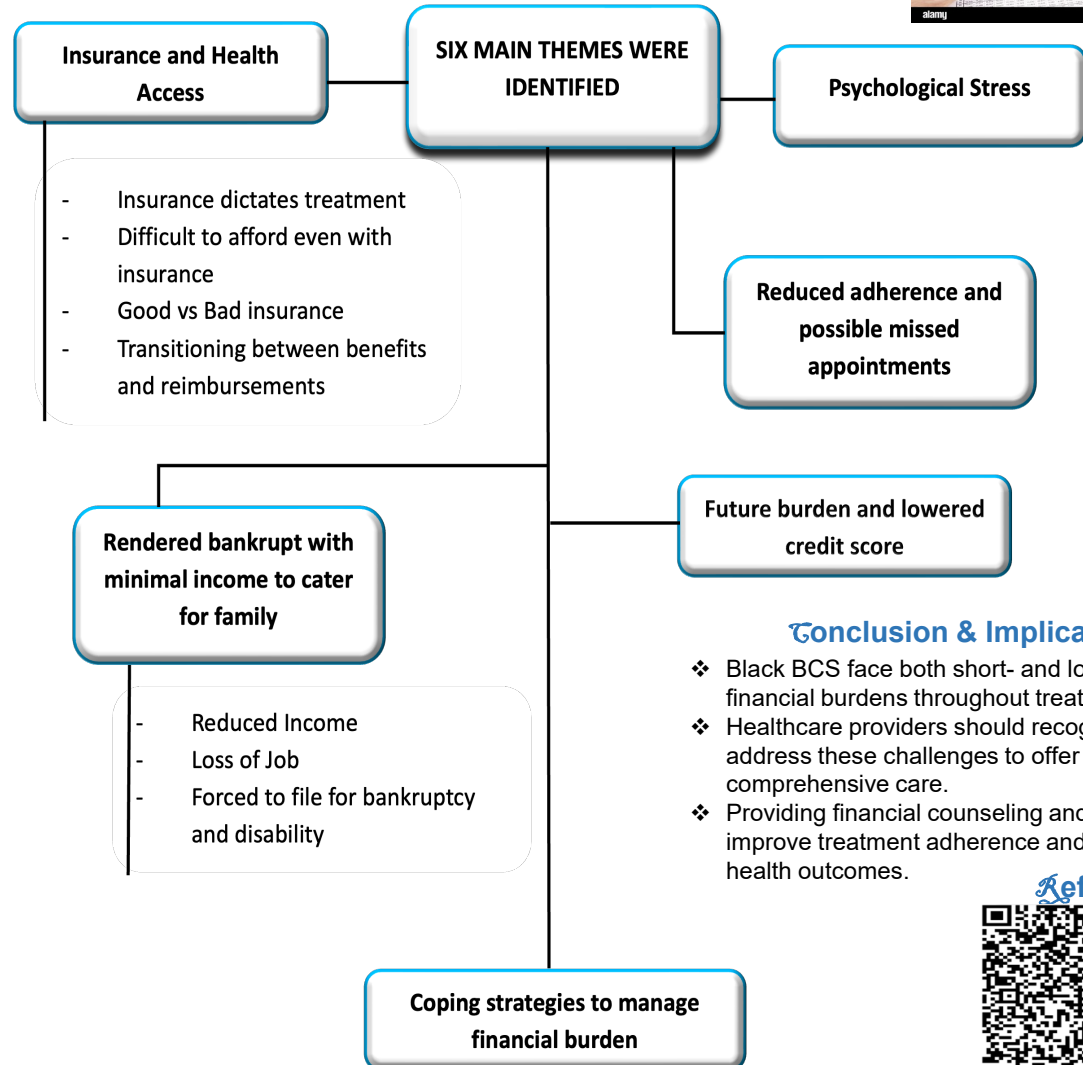 alamy
SIX MAIN THEMES WERE
IDENTIFIED
Insurance and Health
Access
Psychological Stress
- Insurance dictates treatment
- Difficult to afford even with
insurance
- Good vs Bad insurance
- Transitioning between benefits
and reimbursements
Reduced adherence and
possible missed
appointments
Rendered bankrupt with
minimal income to cater
for family
Future burden and lowered
credit score
- Reduced Income
- Loss of Job
- Forced to file for bankruptcy
and disability
Conclusion &
❖ Black BCS face both short- and
financial burdens throughout
❖ Healthcare providers should
address these challenges to offer
comprehensive care.
❖ Providing financial counseling and
improve treatment adherence and
health outcomes.
Coping strategies to manage
financial burden